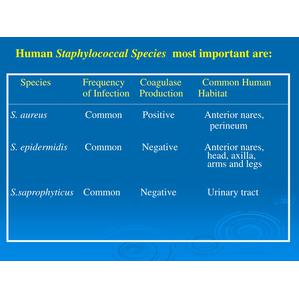 Human Staphylococcal Species most important are:
Species Frequency Coagulase Common Human
of Infection Production Habitat
S. aureus Common Positive Anterior nares,
perineum
S. epidermidis Common Negative Anterior nares,
head, axilla,
arms and legs
S.saprophyticus Common Negative Urinary tract